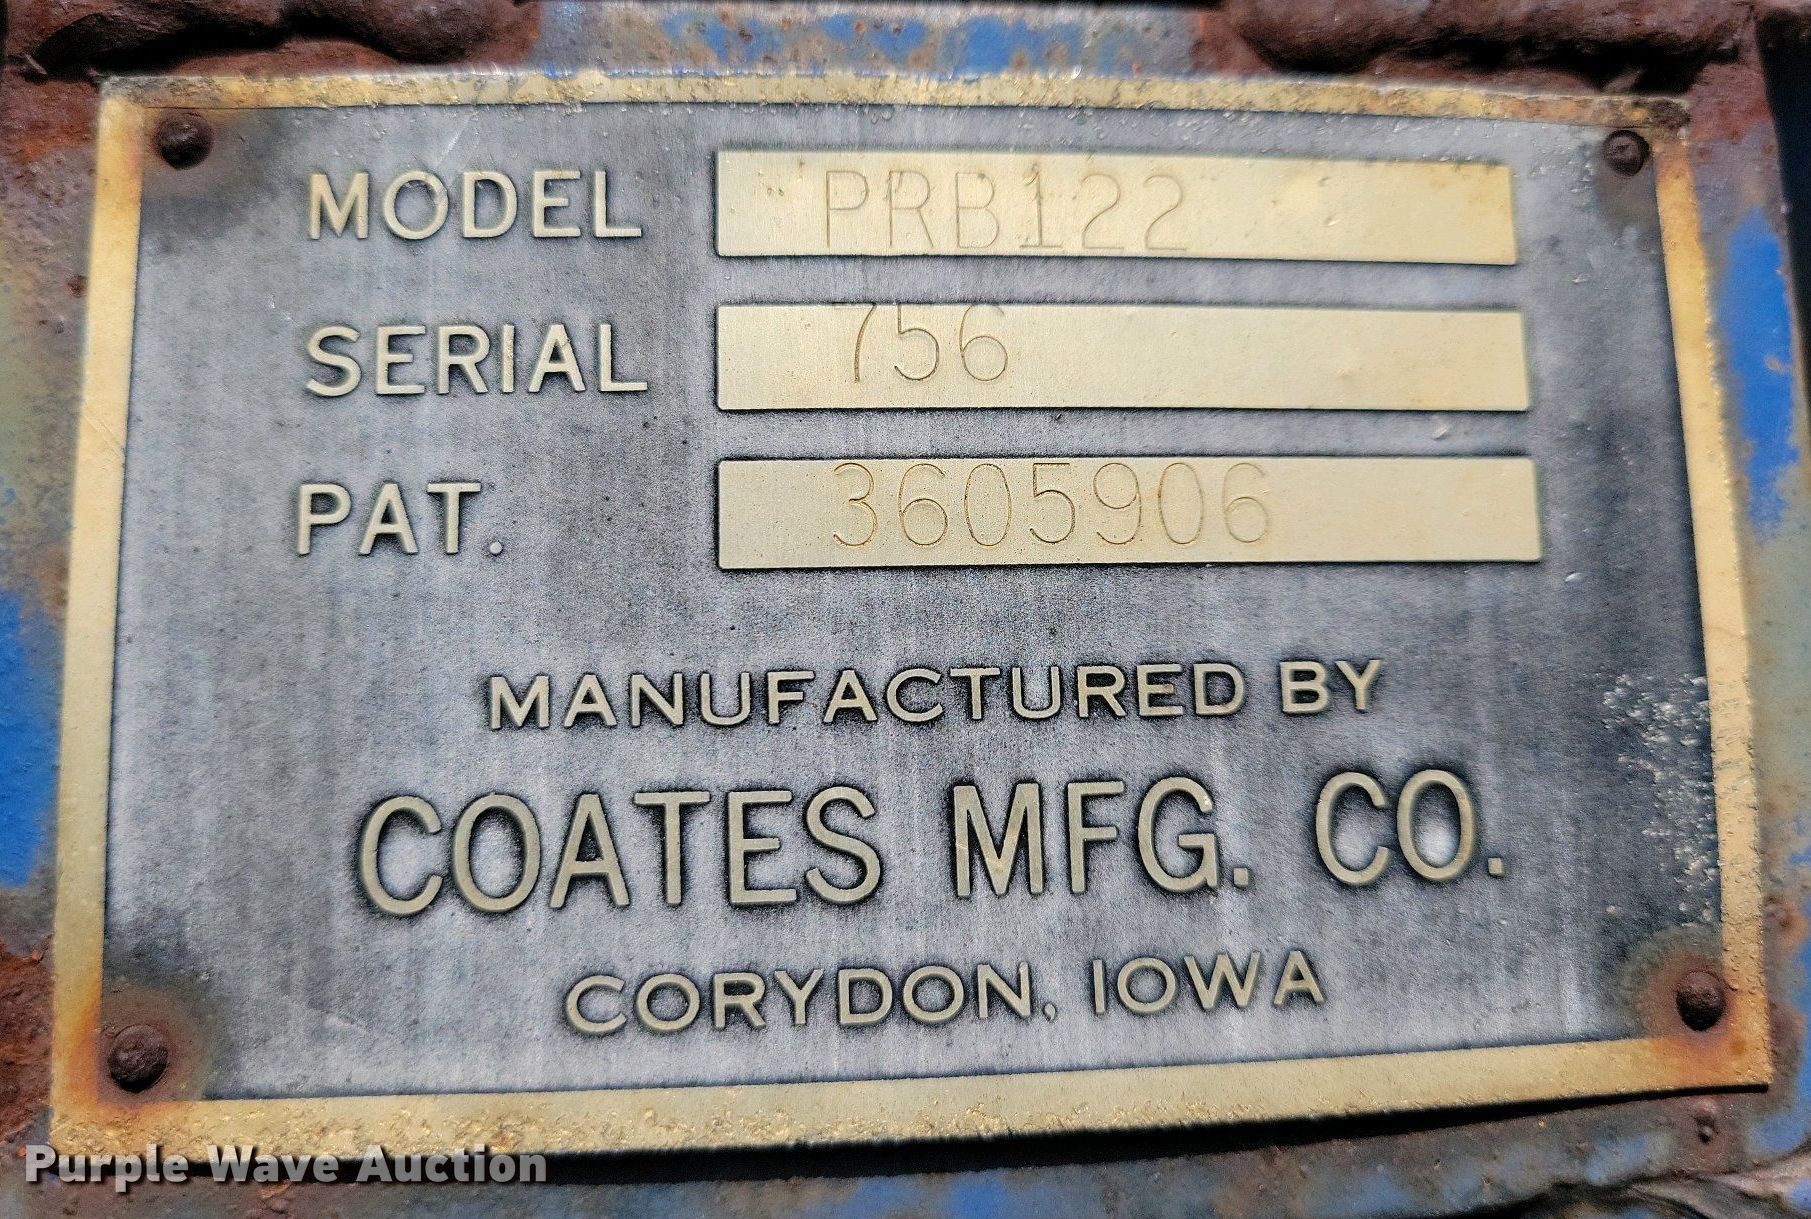 MODEL PRB122
SERIAL 756
PAT. 3605906
MANUFACTURED BY
COATES MFG. CO.
CORYDON, IOWA
Purple Wave Auction